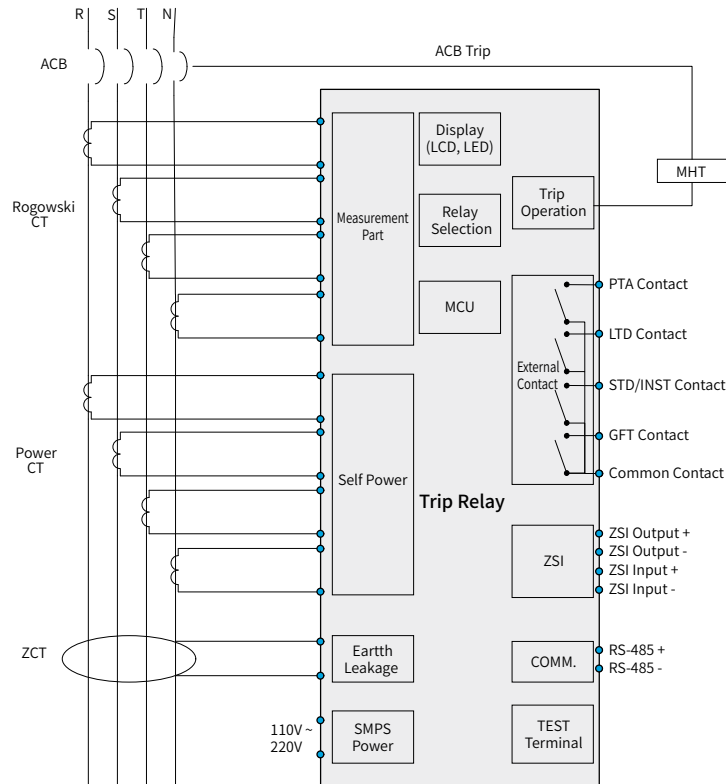 R S T N
ACB
ACB Trip
MHT
Rogowski
CT
Measurement
Part
Display
(LCD, LED)
Relay
Selection
MCU
Trip
Operation
External
Contact
PTA Contact
LTD Contact
STD/INST Contact
GFT Contact
Common Contact
Power
CT
Self Power
Trip Relay
ZSI
ZSI Output +
ZSI Output -
ZSI Input +
ZSI Input -
ZCT
Eartth
Leakage
COMM.
RS-485 +
RS-485 -
110V ~
220V
SMPS
Power
TEST
Terminal